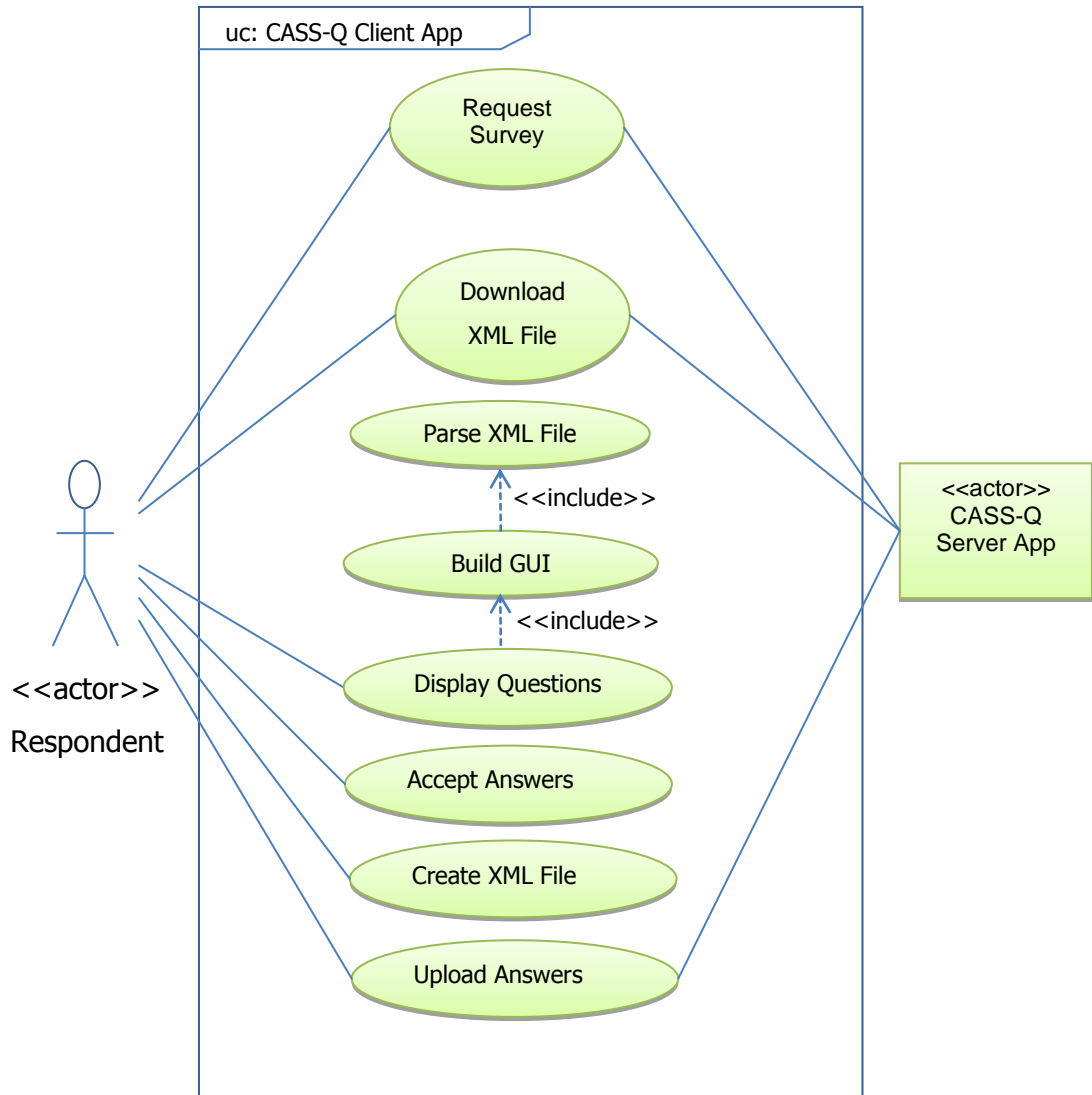 uc: CASS-Q Client App
Request
Survey
Download
XML File
Parse XML File
<<include>>
Build GUI
<<include>>
Display Questions
Accept Answers
Create XML File
Upload Answers
<<actor>>
Respondent
<<actor>>
CASS-Q
Server App